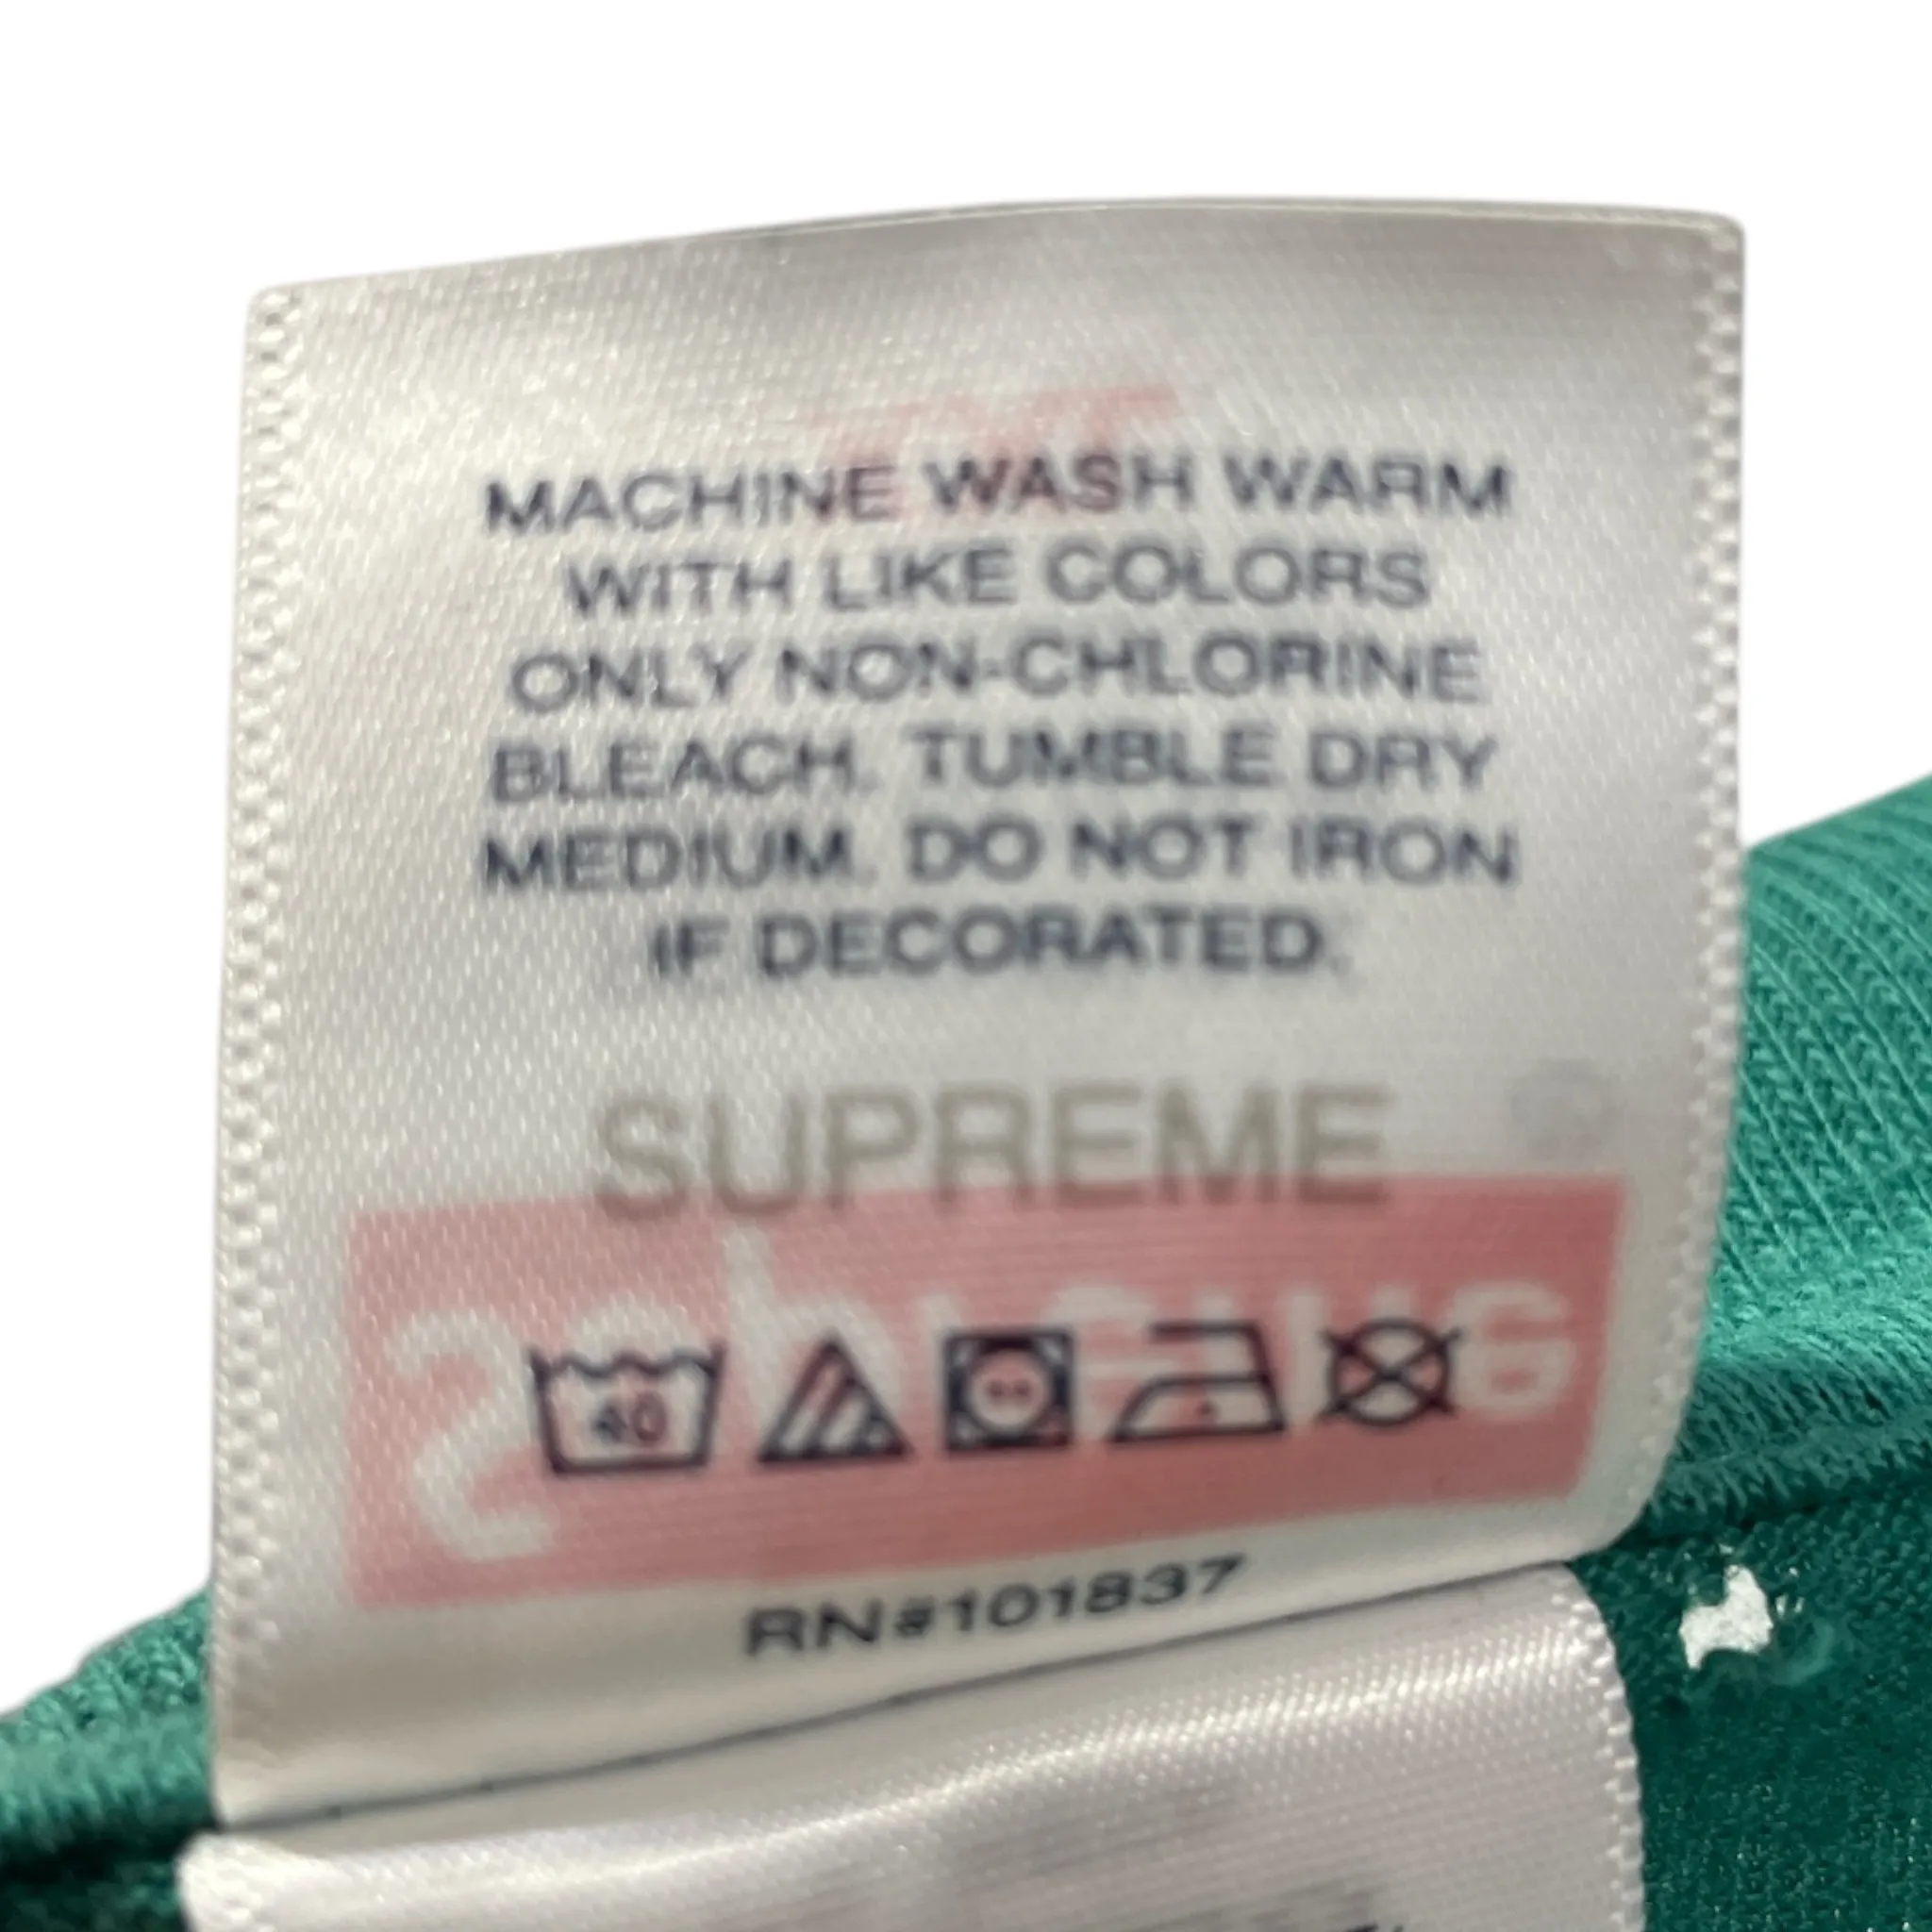 MACHINE WASH WARM
WITH LIKE COLORS
ONLY NON-CHLORINE
BLEACH. TUMBLE DRY
MEDIUM. DO NOT IRON
IF DECORATED.
SUPREME
40
RN#101837